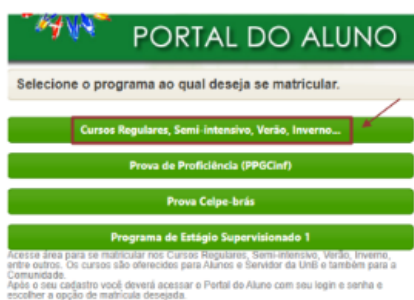 PORTAL DO ALUNO
Selecione o programa ao qual deseja se matricular.
Cursos Regulares, Semi-intensivo, Verão, Inverno...
Prova de Proficiência (PPGCinf)
Prova Celpe-brás
Programa de Estágio Supervisionado 1
Acesse área para se matricular nos Cursos Regulares, Semi-intensivo, Verão, Inverno,
entre outros. Os cursos são oferecidos para Alunos e Servidor da UnB e também para a
Comunidade.
Após o seu cadastro você deverá acessar o Portal do Aluno com seu login e senha e
escolher a opção de matrícula desejada.